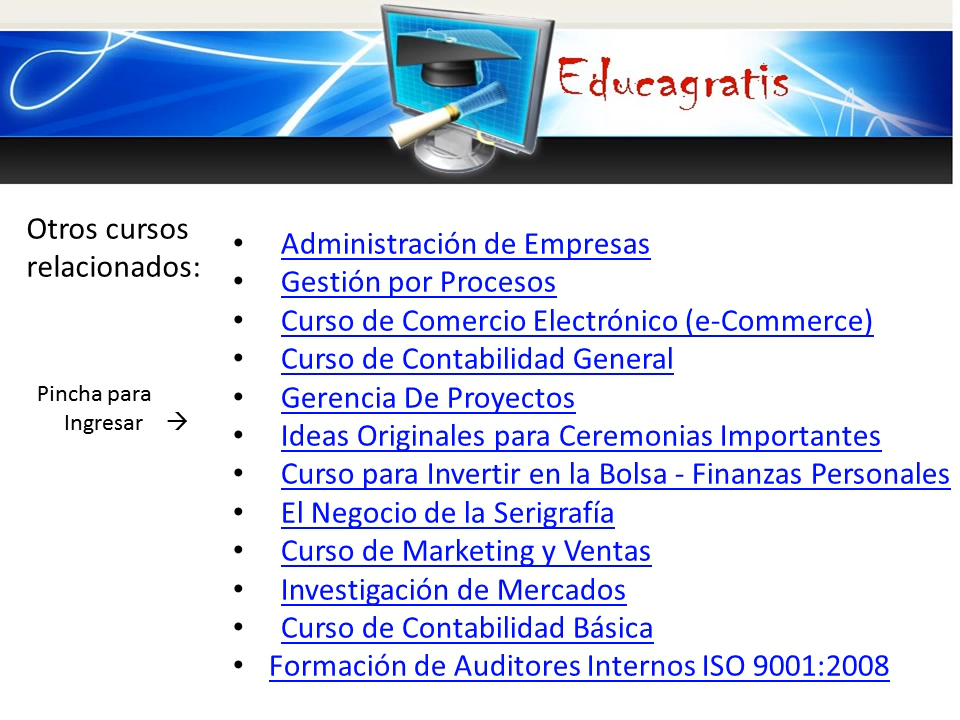 Educagratis
Otros cursos
relacionados:
Pincha para
Ingresar →
• Administración de Empresas
• Gestión por Procesos
• Curso de Comercio Electrónico (e-Commerce)
• Curso de Contabilidad General
• Gerencia De Proyectos
• Ideas Originales para Ceremonias Importantes
• Curso para Invertir en la Bolsa - Finanzas Personales
• El Negocio de la Serigrafía
• Curso de Marketing y Ventas
• Investigación de Mercados
• Curso de Contabilidad Básica
• Formación de Auditores Internos ISO 9001:2008